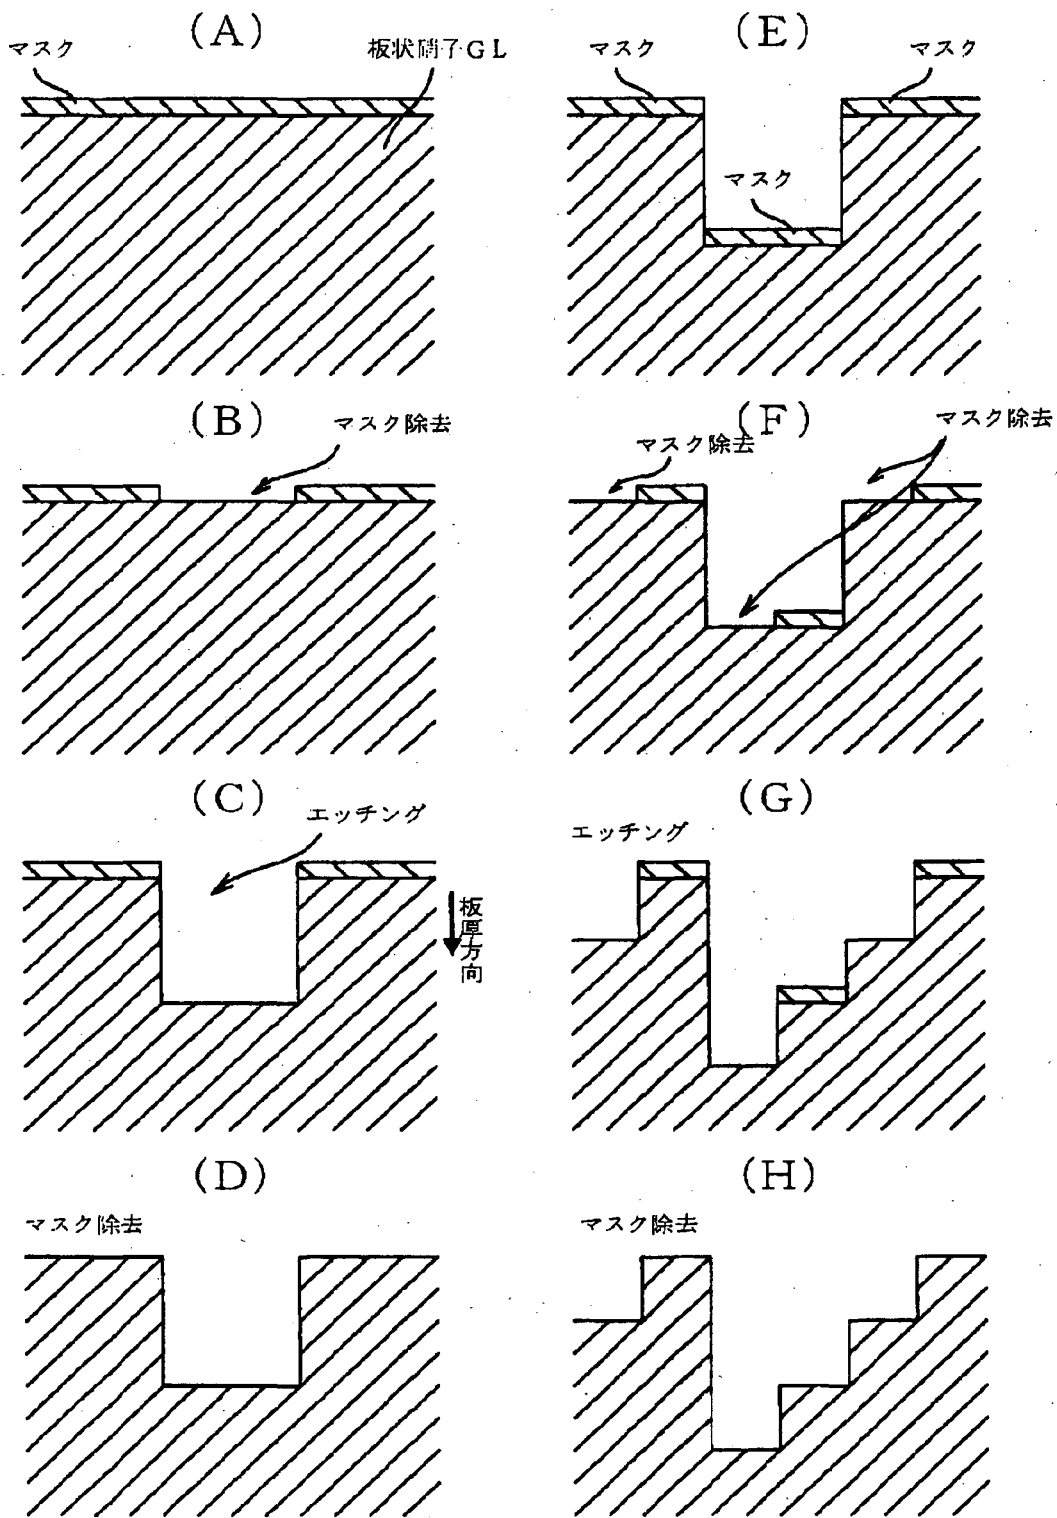 (A)
マスク
板状硝子GL
(B)
マスク除去
(C)
エッチング
板厚方向
(D)
マスク除去
(E)
マスク
マスク
マスク
(F)
マスク除去
マスク除去
(G)
エッチング
(H)
マスク除去